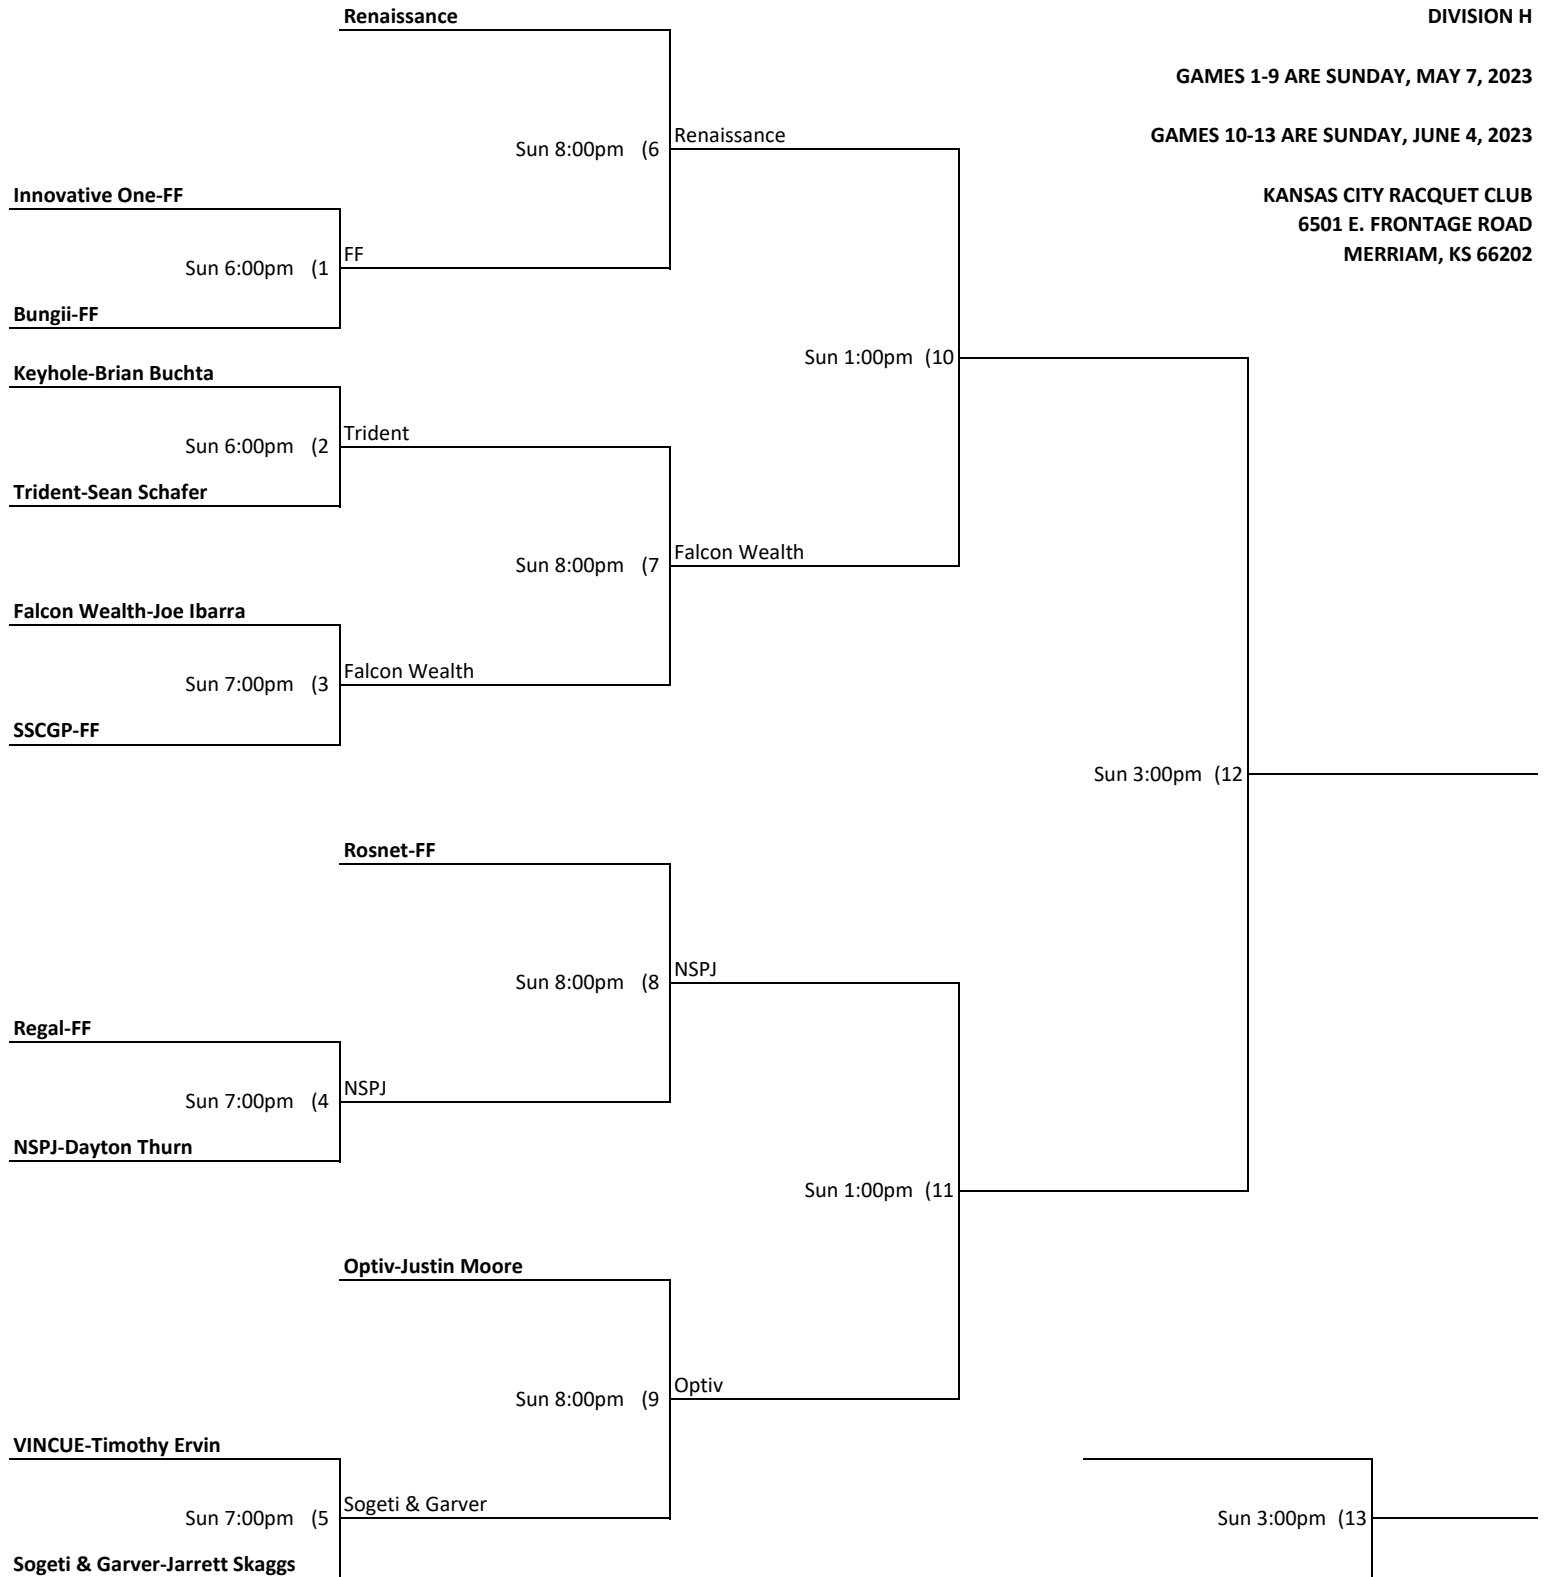 Renaissance
DIVISION H
GAMES 1-9 ARE SUNDAY, MAY 7, 2023
Sun 8:00pm (6
Renaissance
GAMES 10-13 ARE SUNDAY, JUNE 4, 2023
Innovative One-FF
KANSAS CITY RACQUET CLUB
6501 E. FRONTAGE ROAD
Sun 6:00pm (1
FF
MERRIAM, KS 66202
Bungii-FF
Sun 1:00pm (10
Keyhole-Brian Buchta
Sun 6:00pm (2
Trident
Trident-Sean Schafer
Sun 8:00pm (7
Falcon Wealth
Falcon Wealth-Joe Ibarra
Sun 7:00pm (3
Falcon Wealth
SSCGP-FF
Sun 3:00pm (12
Rosnet-FF
Sun 8:00pm (8
NSPJ
Regal-FF
Sun 7:00pm (4
NSPJ
NSPJ-Dayton Thurn
Sun 1:00pm (11
Optiv-Justin Moore
Sun 8:00pm (9
Optiv
VINCUE-Timothy Ervin
Sun 7:00pm (5
Sogeti & Garver
Sun 3:00pm (13
Sogeti & Garver-Jarrett Skaggs